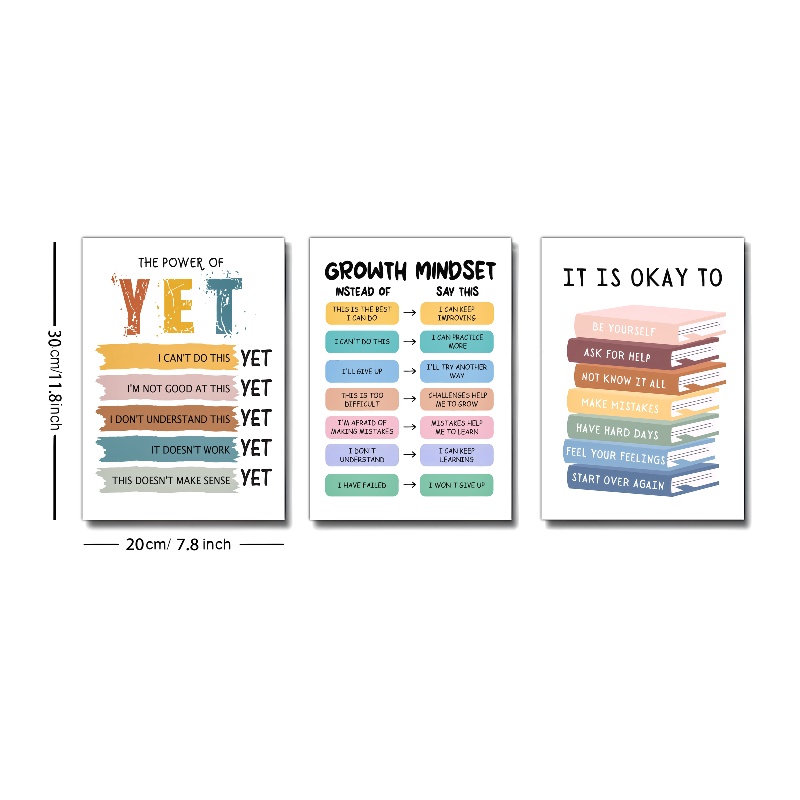 THE POWER OF
YET
I CAN'T DO THIS YET
I'M NOT GOOD AT THIS YET
I DON'T UNDERSTAND THIS YET
IT DOESN'T WORK YET
THIS DOESN'T MAKE SENSE YET
GROWTH MINDSET
INSTEAD OF SAY THIS
THIS IS THE BEST
I CAN DO
I CAN KEEP
IMPROVING
I CAN'T DO THIS
I CAN PRACTICE
MORE
I'LL GIVE UP
I'LL TRY ANOTHER
WAY
THIS IS TOO
DIFFICULT
CHALLENGES HELP
ME TO GROW
I'M AFRAID OF
MAKING MISTAKES
MISTAKES HELP
ME TO LEARN
I DON'T
UNDERSTAND
I CAN KEEP
LEARNING
I HAVE FAILED
I WON'T GIVE UP
IT IS OKAY TO
BE YOURSELF
ASK FOR HELP
NOT KNOW IT ALL
MAKE MISTAKES
HAVE HARD DAYS
FEEL YOUR FEELINGS
START OVER AGAIN
30cm/11.8inch
20cm/ 7.8 inch